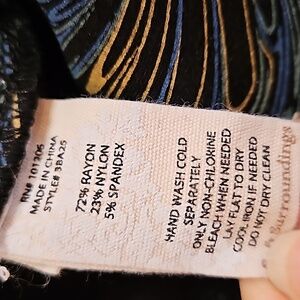 RN# 101306
MADE IN CHINA
STYLE# 3BA25
72% RAYON
23% NYLON
5% SPANDEX
HAND WASH COLD
SEPARATELY
ONLY NON-CHLORINE
BLEACH WHEN NEEDED
LAY FLAT TO DRY
COOL IRON IF NEEDED
DO NOT DRY CLEAN
Surroundings